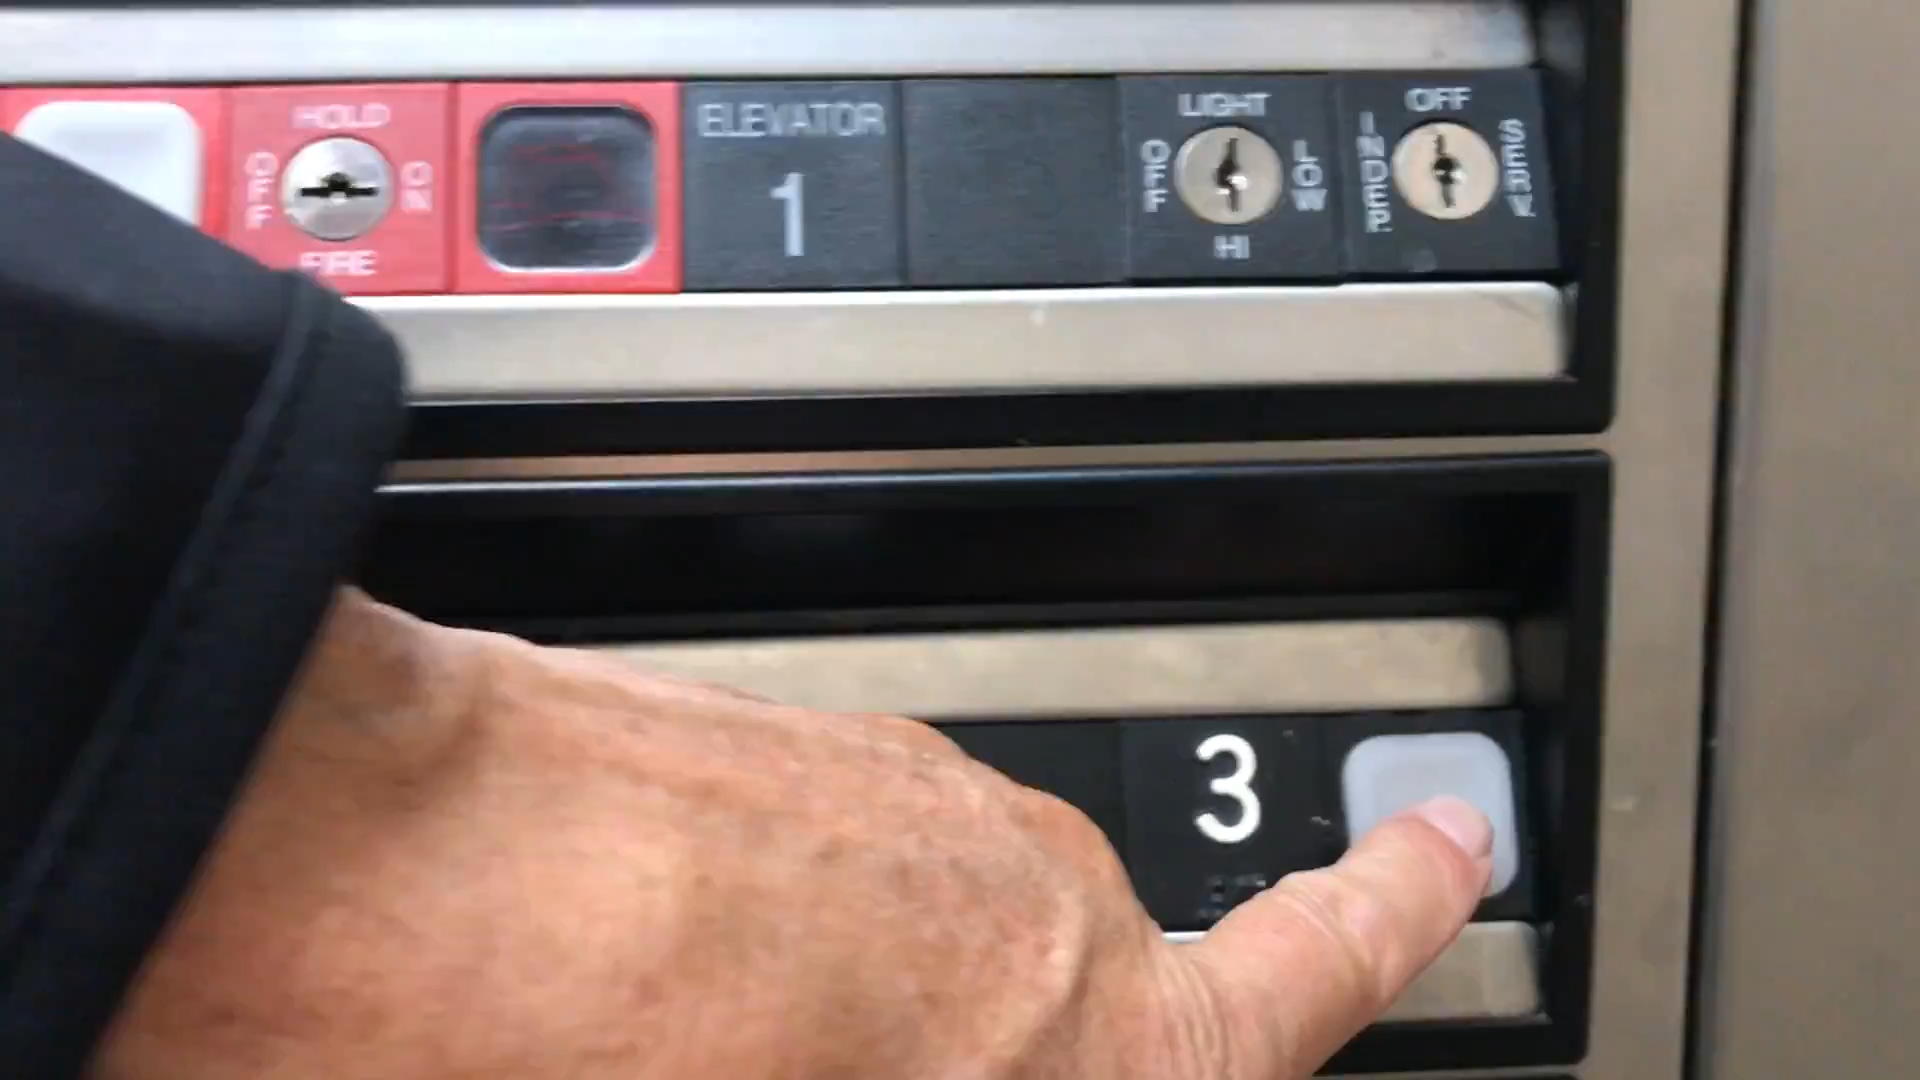 HOLD
OFF
ON
FIRE
ELEVATOR
1
LIGHT
OFF
LOW
HI
OFF
INDEP.
SERV.
3